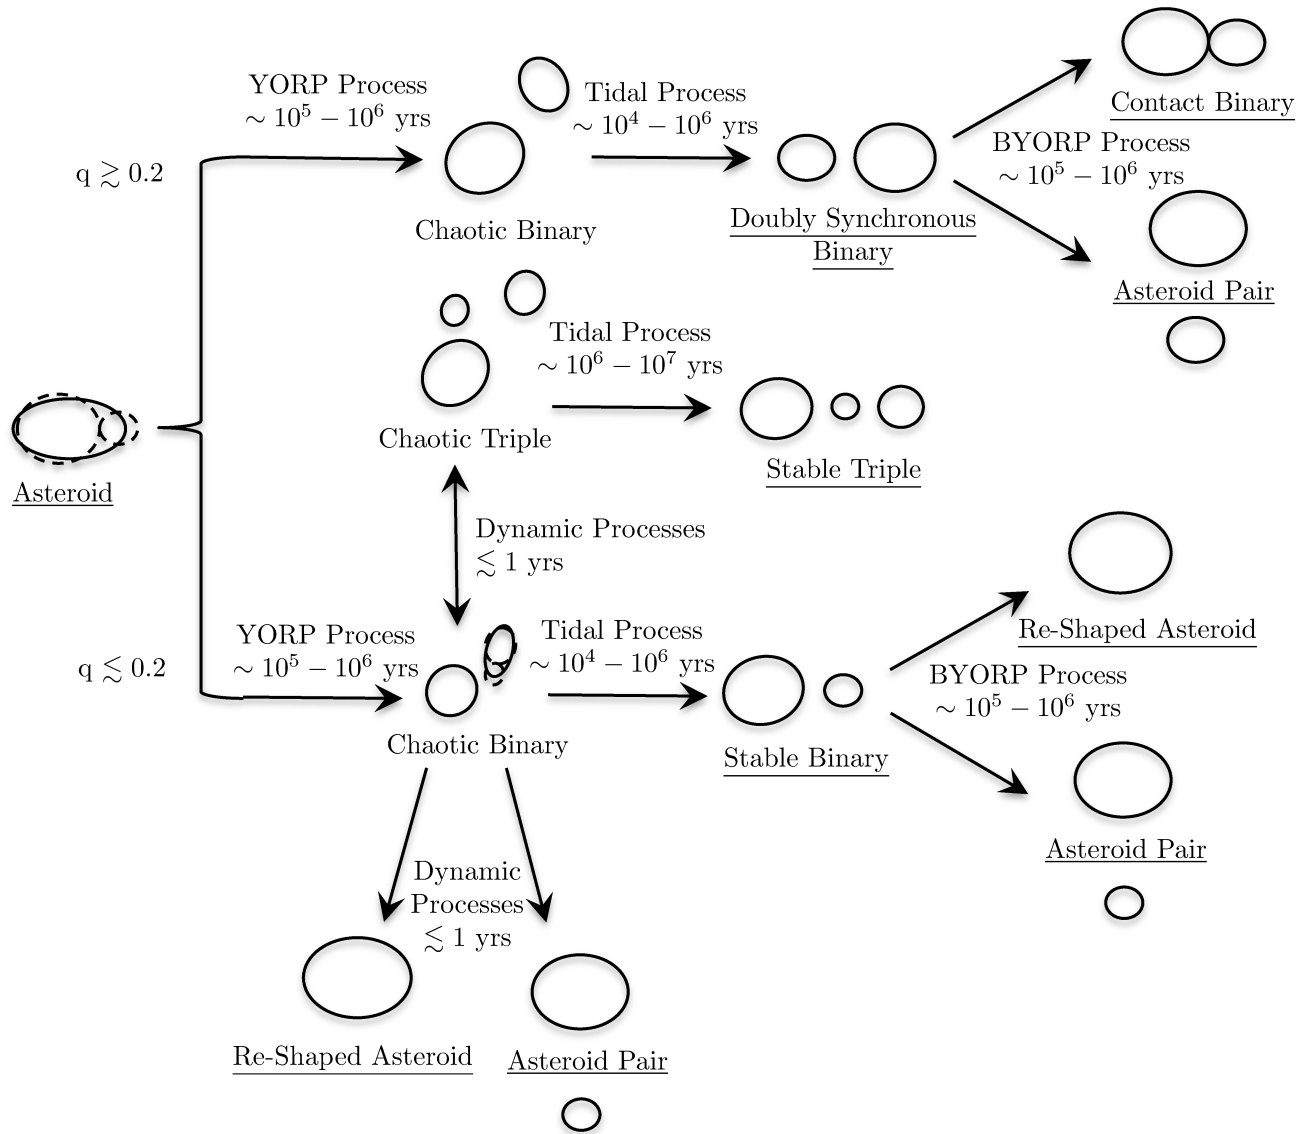 YORP Process
∼ 10⁵ − 10⁶ yrs
q ≳ 0.2
Chaotic Binary
Tidal Process
∼ 10⁴ − 10⁶ yrs
Doubly Synchronous
Binary
BYORP Process
∼ 10⁵ − 10⁶ yrs
Contact Binary
Asteroid Pair
Asteroid
Chaotic Triple
Tidal Process
∼ 10⁶ − 10⁷ yrs
Stable Triple
Dynamic Processes
≲ 1 yrs
q ≲ 0.2
YORP Process
∼ 10⁵ − 10⁶ yrs
Chaotic Binary
Tidal Process
∼ 10⁴ − 10⁶ yrs
Stable Binary
BYORP Process
∼ 10⁵ − 10⁶ yrs
Re-Shaped Asteroid
Asteroid Pair
Dynamic
Processes
≲ 1 yrs
Re-Shaped Asteroid
Asteroid Pair